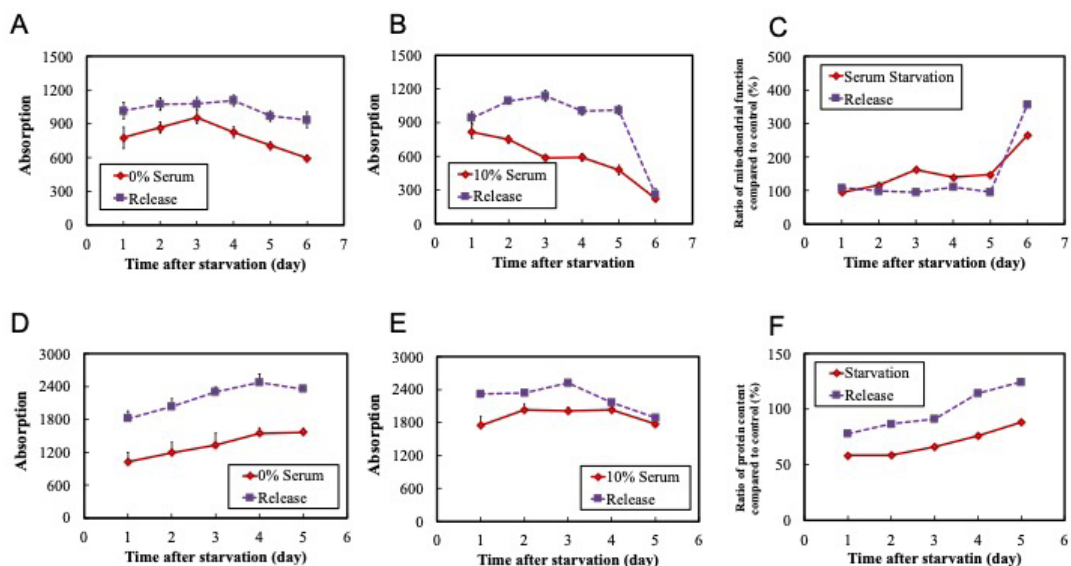 A
1500
1200
900
600
300
0
Absorption
0% Serum
Release
0 1 2 3 4 5 6 7
Time after starvation (day)
B
1500
1200
900
600
300
0
Absorption
10% Serum
Release
0 1 2 3 4 5 6 7
Time after starvation
C
500
400
300
200
100
0
Ratio of mitochondrial function
compared to control (%)
Serum Starvation
Release
0 1 2 3 4 5 6 7
Time after starvation (day)
D
3000
2400
1800
1200
600
0
Absorption
0% Serum
Release
0 1 2 3 4 5 6
Time after starvation (day)
E
3000
2400
1800
1200
600
0
Absorption
10% Serum
Release
0 1 2 3 4 5 6
Time after starvation (day)
F
150
100
50
0
Ratio of protein content
compared to control (%)
Starvation
Release
0 1 2 3 4 5 6
Time after starvatin (day)